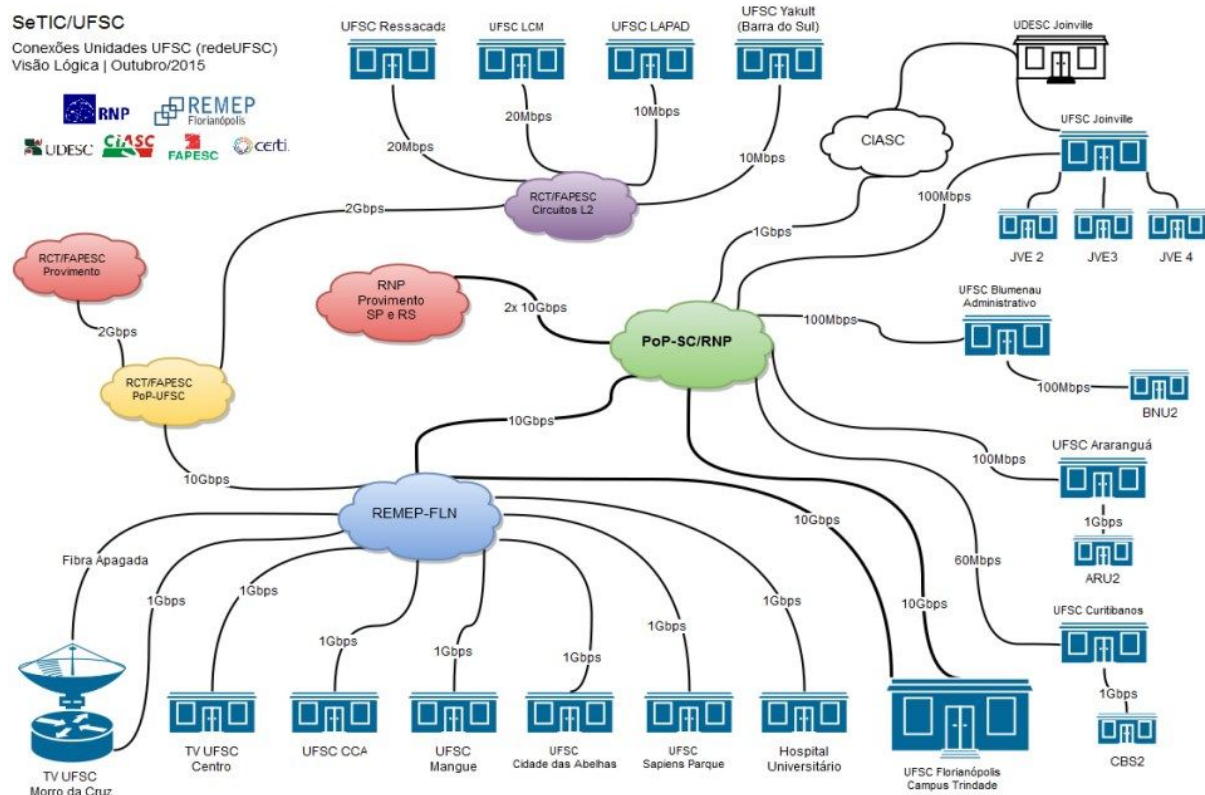 SeTIC/UFSC
Conexões Unidades UFSC (redeUFSC)
Visão Lógica | Outubro/2015
RNP
REMEP
Florianópolis
UDESC
CiASC
FAPESC
certi.
UFSC Ressacada
UFSC LCM
UFSC LAPAD
UFSC Yakult
(Barra do Sul)
UDESC Joinville
20Mbps
20Mbps
10Mbps
10Mbps
CIASC
UFSC Joinville
RCT/FAPESC
Circuitos L2
2Gbps
100Mbps
1Gbps
JVE 2
JVE3
JVE 4
RCT/FAPESC
Provimento
RNP
Provimento
SP e RS
2x 10Gbps
2Gbps
PoP-SC/RNP
UFSC Blumenau
Administrativo
100Mbps
100Mbps
BNU2
RCT/FAPESC
PoP-UFSC
10Gbps
10Gbps
UFSC Araranguá
100Mbps
1Gbps
ARU2
REMEP-FLN
10Gbps
60Mbps
Fibra Apagada
1Gbps
1Gbps
1Gbps
1Gbps
1Gbps
1Gbps
1Gbps
10Gbps
UFSC Curitibanos
1Gbps
CBS2
TV UFSC
Morro da Cruz
TV UFSC
Centro
UFSC CCA
UFSC
Mangue
UFSC
Cidade das Abelhas
UFSC
Sapiens Parque
Hospital
Universitário
UFSC Florianópolis
Campus Trindade